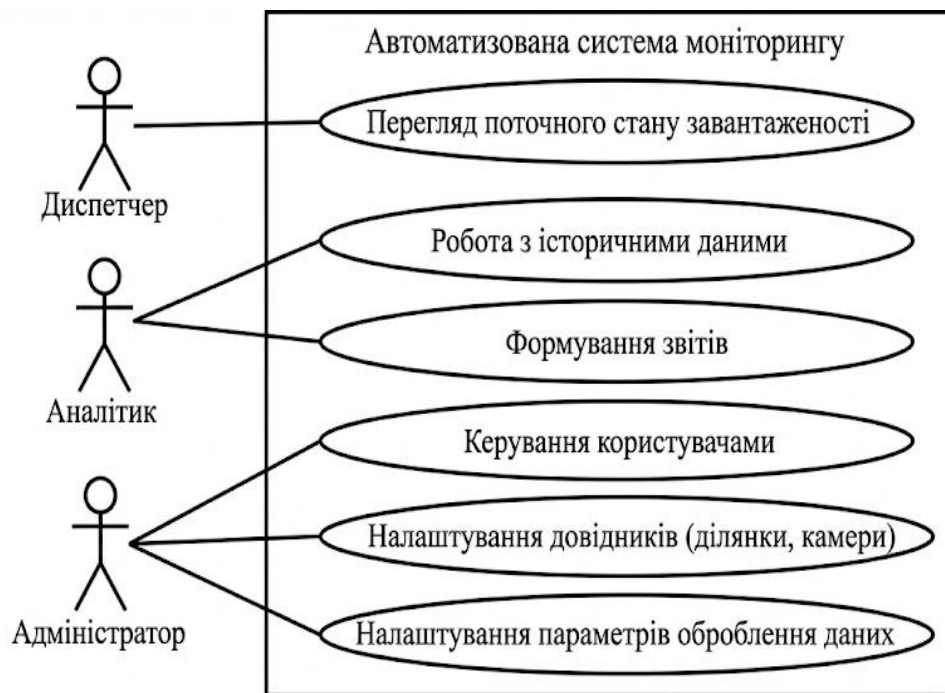 Автоматизована система моніторингу
Перегляд поточного стану завантаженості
Диспетчер
Робота з історичними даними
Формування звітів
Аналітик
Керування користувачами
Налаштування довідників (ділянки, камери)
Налаштування параметрів оброблення даних
Адміністратор